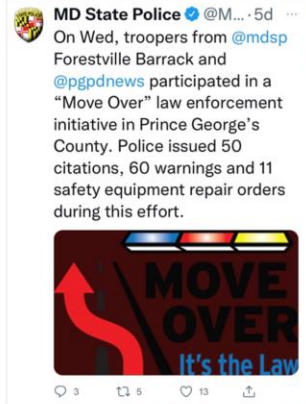 MD State Police @M... · 5d ...
On Wed, troopers from @mdsp
Forestville Barrack and
@pgpdnews participated in a
“Move Over” law enforcement
initiative in Prince George’s
County. Police issued 50
citations, 60 warnings and 11
safety equipment repair orders
during this effort.
MOVE
OVER
It's the Law
3 5 13